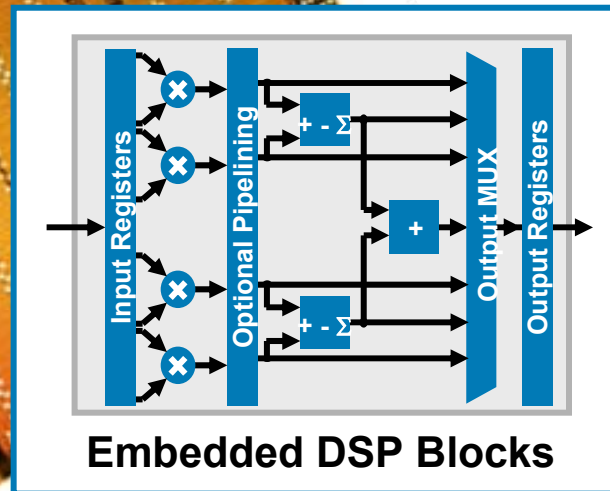 Input Registers
×
×
×
×
Optional Pipelining
+ - Σ
+ - Σ
+
Output MUX
Output Registers
Embedded DSP Blocks